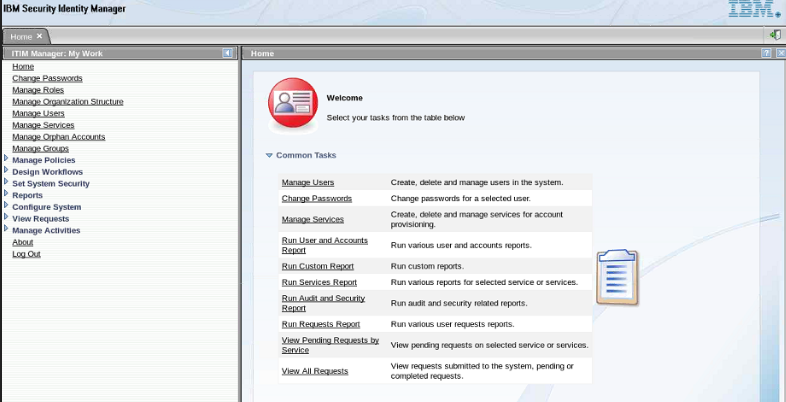 IBM Security Identity Manager
IBM.
Home ×
ITIM Manager: My Work
Home
Change Passwords
Manage Roles
Manage Organization Structure
Manage Users
Manage Services
Manage Orphan Accounts
Manage Groups
Manage Policies
Design Workflows
Set System Security
Reports
Configure System
View Requests
Manage Activities
About
Log Out
Home
?
Welcome
Select your tasks from the table below
Common Tasks
Manage Users Create, delete and manage users in the system.
Change Passwords Change passwords for a selected user.
Manage Services Create, delete and manage services for account
provisioning.
Run User and Accounts
Report Run various user and accounts reports.
Run Custom Report Run custom reports.
Run Services Report Run various reports for selected service or services.
Run Audit and Security
Report Run audit and security related reports.
Run Requests Report Run various user requests reports.
View Pending Requests by
Service View pending requests on selected service or services.
View All Requests View requests submitted to the system, pending or
completed requests.